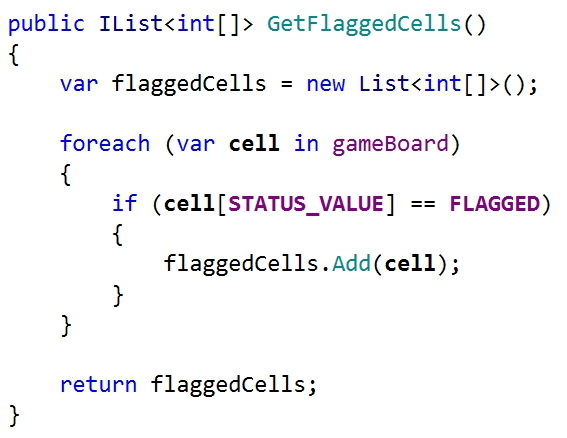 public IList<int[]> GetFlaggedCells()
{
    var flaggedCells = new List<int[]>();

    foreach (var cell in gameBoard)
    {
        if (cell[STATUS_VALUE] == FLAGGED)
        {
            flaggedCells.Add(cell);
        }
    }

    return flaggedCells;
}